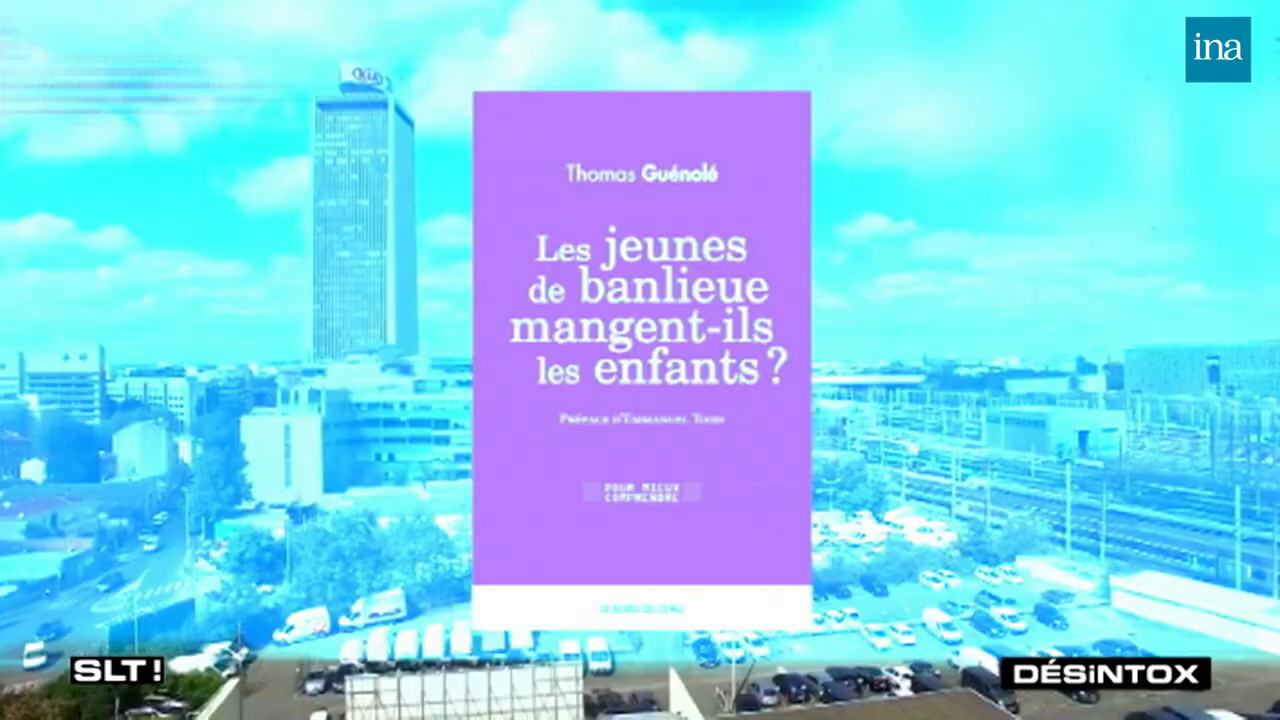 ina
KIA
Thomas Guénolé
Les jeunes
de banlieue
mangent-ils
les enfants ?
PRÉFACE D'EMMANUEL TODD
POUR MIEUX
COMPRENDRE
SLT !
DÉSiNTOX